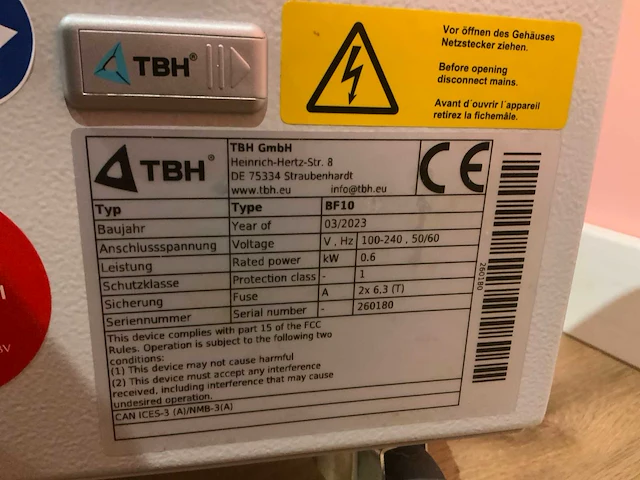 TBH®
Vor öffnen des Gehäuses
Netzstecker ziehen.
Before opening
disconnect mains.
Avant d´ouvrir l´appareil
retirez la fichemâle.
TBH®
TBH GmbH
Heinrich-Hertz-Str. 8
DE 75334 Straubenhardt
www.tbh.eu info@tbh.eu
CE
Typ Type BF10
Baujahr Year of 03/2023
Anschlussspannung Voltage V , Hz 100-240 , 50/60
Leistung Rated power kW 0.6
Schutzklasse Protection class - 1
Sicherung Fuse A 2x 6,3 (T)
Seriennummer Serial number - 260180
This device complies with part 15 of the FCC
Rules. Operation is subject to the following two
conditions:
(1) This device may not cause harmful
(2) This device must accept any interference
received, including interference that may cause
undesired operation.
CAN ICES-3 (A)/NMB-3(A)
260180